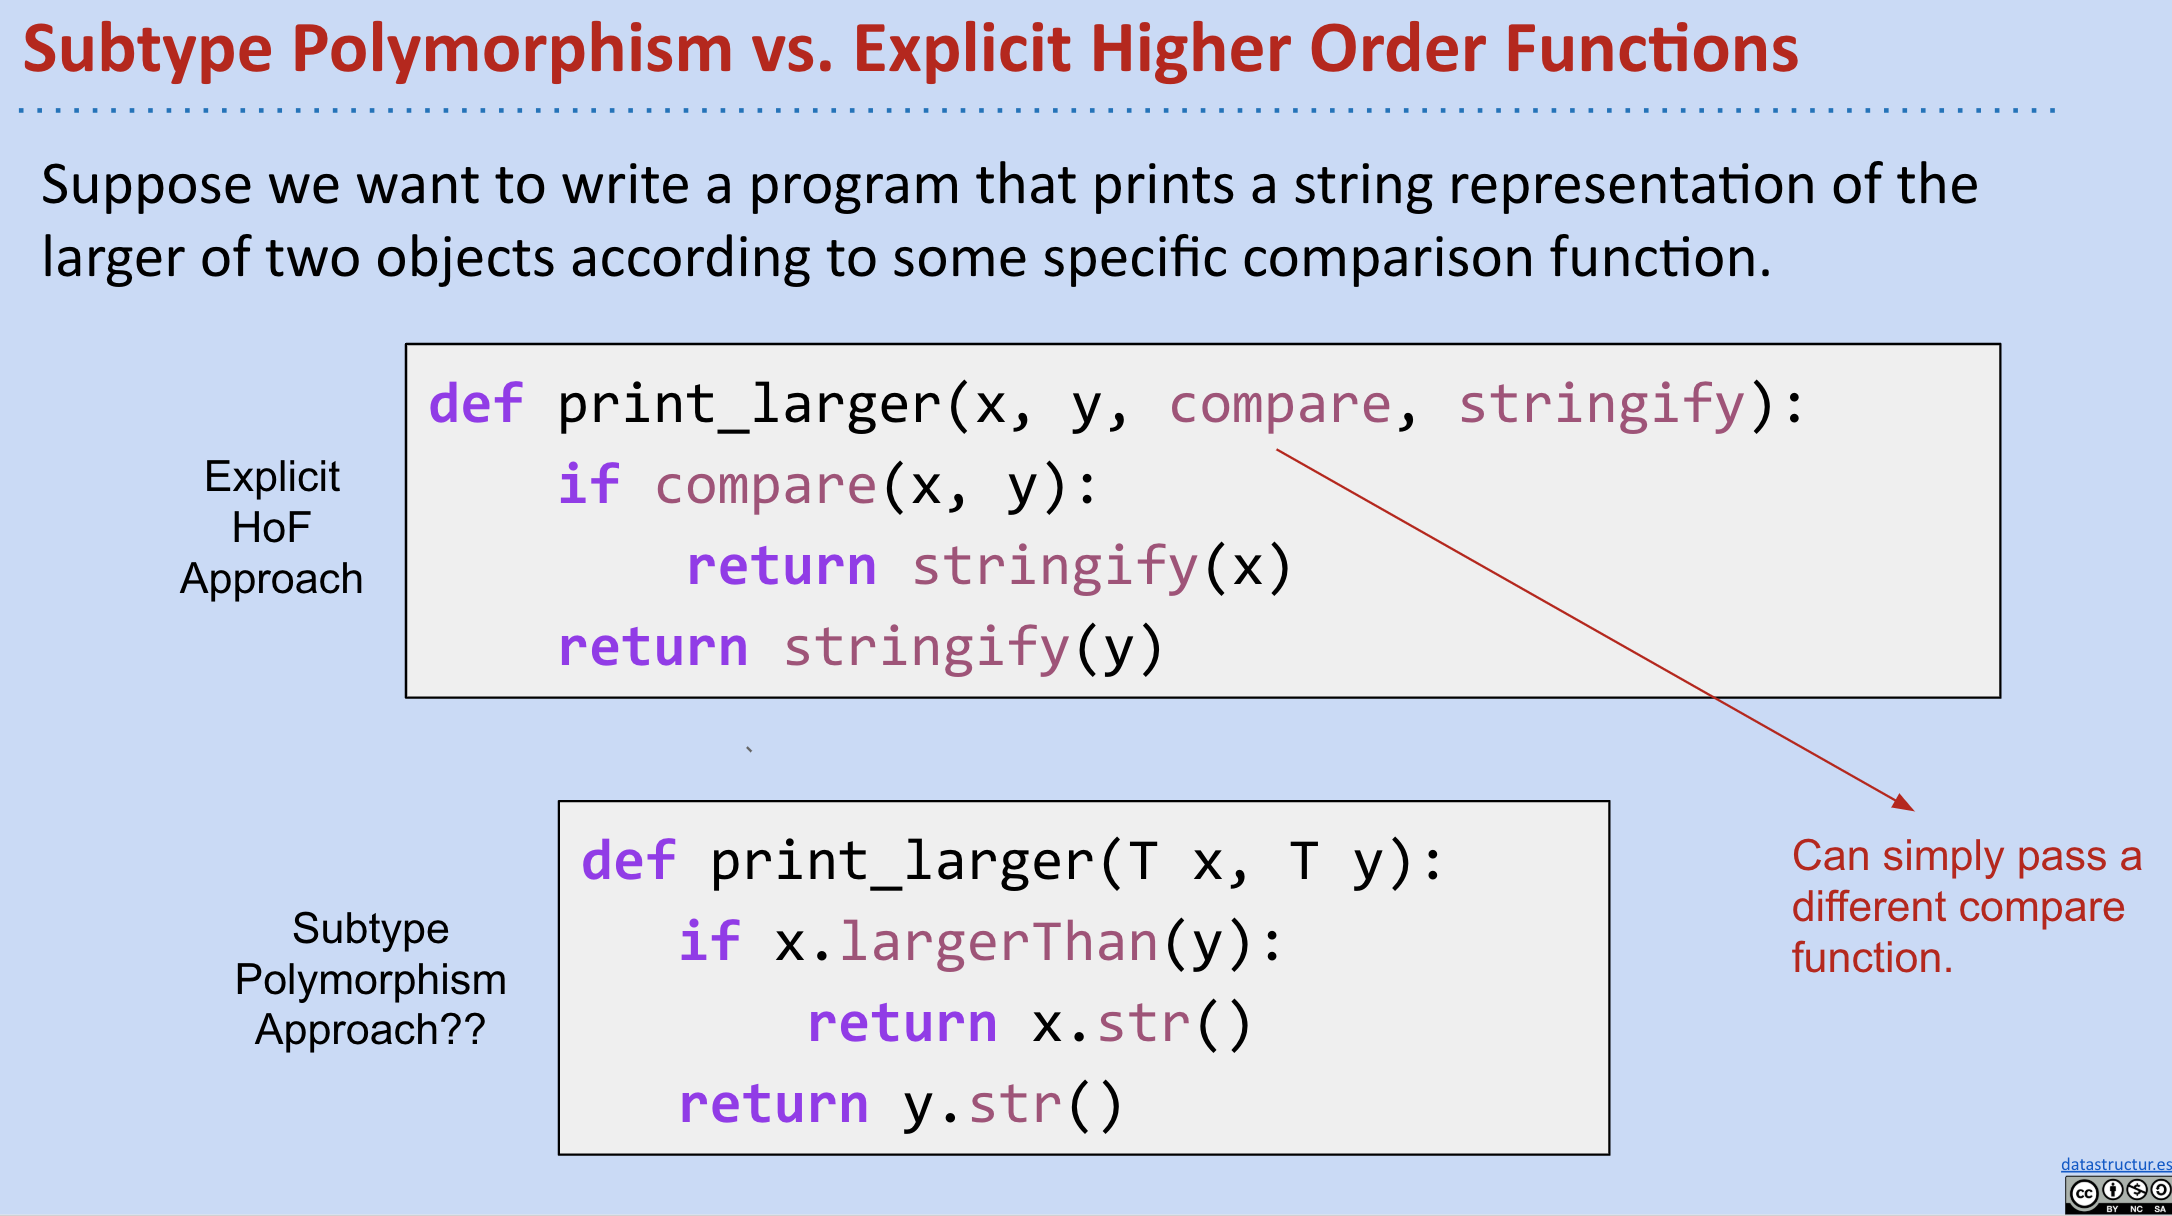 Subtype Polymorphism vs. Explicit Higher Order Functions
Suppose we want to write a program that prints a string representation of the
larger of two objects according to some specific comparison function.
Explicit
HoF
Approach
def print_larger(x, y, compare, stringify):
    if compare(x, y):
        return stringify(x)
    return stringify(y)
`
Subtype
Polymorphism
Approach??
def print_larger(T x, T y):
   if x.largerThan(y):
       return x.str()
   return y.str()
Can simply pass a
different compare
function.
datastructur.es
cc
BY NC SA